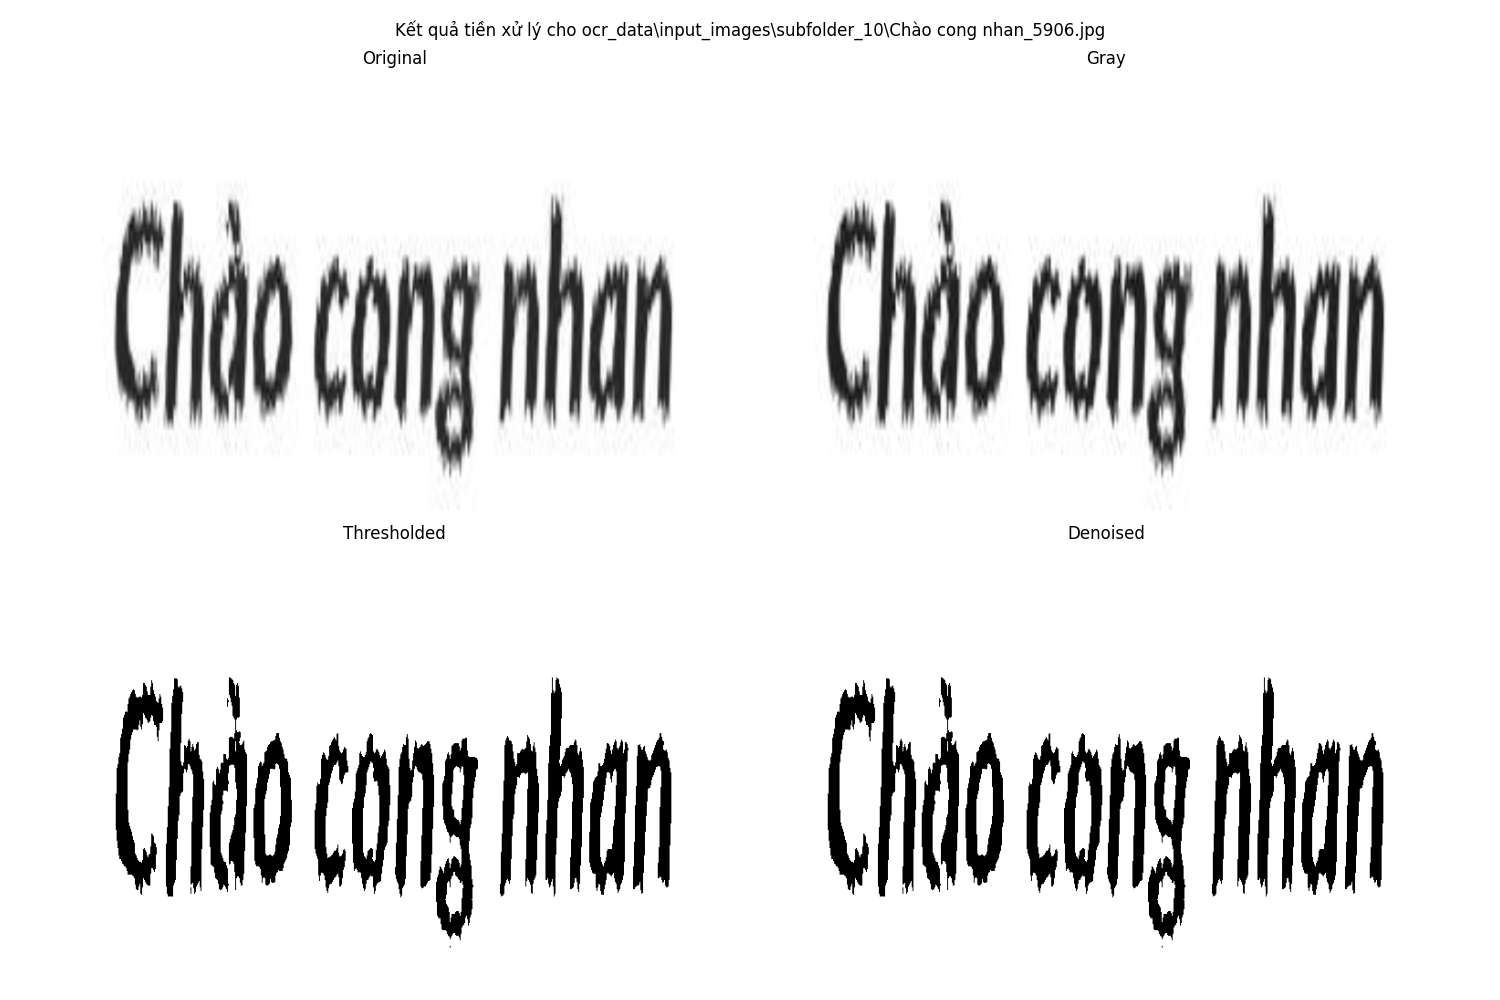 Kết quả tiền xử lý cho ocr_data\input_images\subfolder_10\Chào cong nhan_5906.jpg
Original
Gray
Chào cong nhan
Chào cong nhan
Thresholded
Denoised
Chào cong nhan
Chào cong nhan